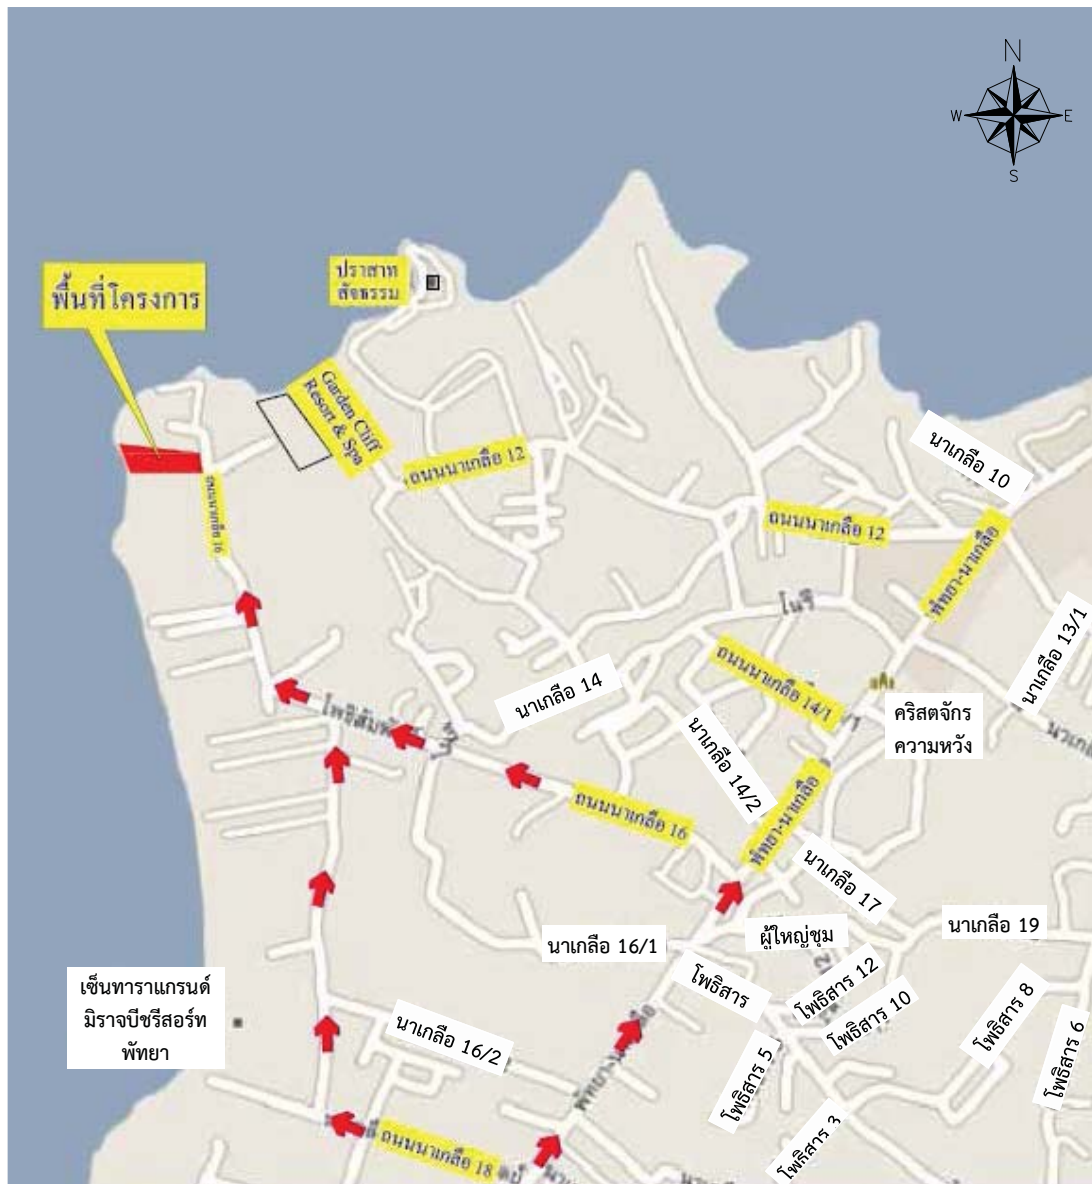 N
W
E
S
ปราสาท
สัจธรรม
พื้นที่โครงการ
Garden Cliff
Resort & Spa
ถนนนาเกลือ 12
นาเกลือ 10
ถนนนาเกลือ 12
ถนนนาเกลือ 16
พัทยา-นาเกลือ
นาเกลือ 13/1
ถนนนาเกลือ 14/1
นาเกลือ 14
คริสตจักร
ความหวัง
นาเกลือ 14/2
ถนนนาเกลือ 16
พัทยา-นาเกลือ
นาเกลือ 17
นาเกลือ 19
ผู้ใหญ่ชุม
นาเกลือ 16/1
โพธิสาร
โพธิสาร 12
โพธิสาร 10
โพธิสาร 8
โพธิสาร 6
เซ็นทาราแกรนด์
มิราจบีชรีสอร์ท
พัทยา
นาเกลือ 16/2
โพธิสาร 5
โพธิสาร 3
ถนนนาเกลือ 18